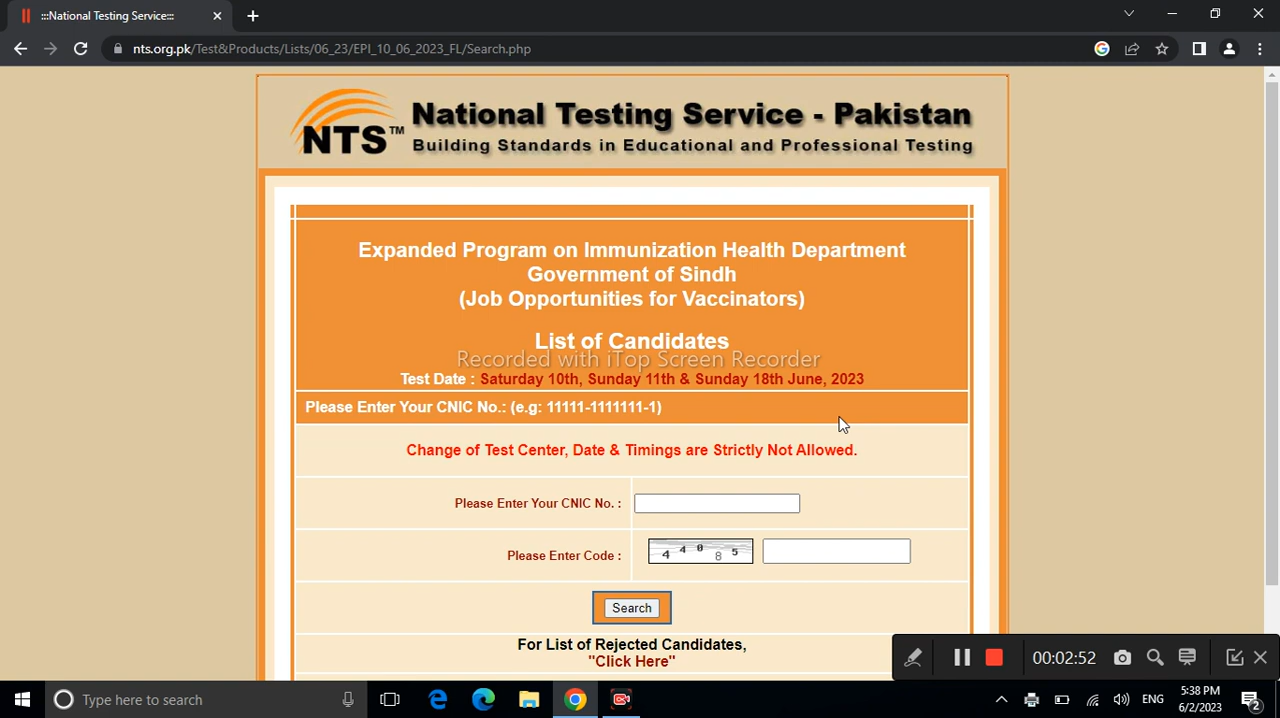 :::National Testing Service:::
nts.org.pk/Test&Products/Lists/06_23/EPI_10_06_2023_FL/Search.php
NTS™
National Testing Service - Pakistan
Building Standards in Educational and Professional Testing
Expanded Program on Immunization Health Department
Government of Sindh
(Job Opportunities for Vaccinators)
List of Candidates
Recorded with iTop Screen Recorder
Test Date : Saturday 10th, Sunday 11th & Sunday 18th June, 2023
Please Enter Your CNIC No.: (e.g: 11111-1111111-1)
Change of Test Center, Date & Timings are Strictly Not Allowed.
Please Enter Your CNIC No. :
Please Enter Code : 4 4 0 8 5
Search
For List of Rejected Candidates,
"Click Here"
00:02:52
Type here to search
ENG
5:38 PM
6/2/2023
2